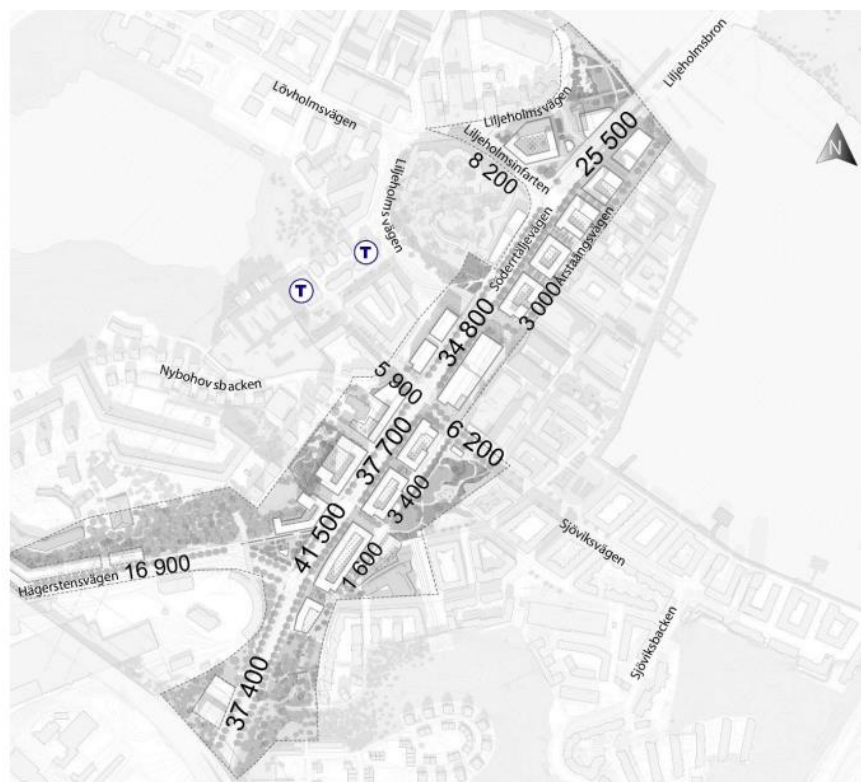 Liljeholmsbron
Lövholmsvägen
Liljeholmsvägen
Liljeholmsinfarten
25 500
8 200
Liljeholmsvägen
N
Södertäljevägen
Årstaängsvägen
T
T
3 000
34 800
Nybohovsbacken
5 900
6 200
37 700
3 400
41 500
Sjöviksvägen
1 600
Hägerstensvägen
16 900
Sjöviksbacken
37 400